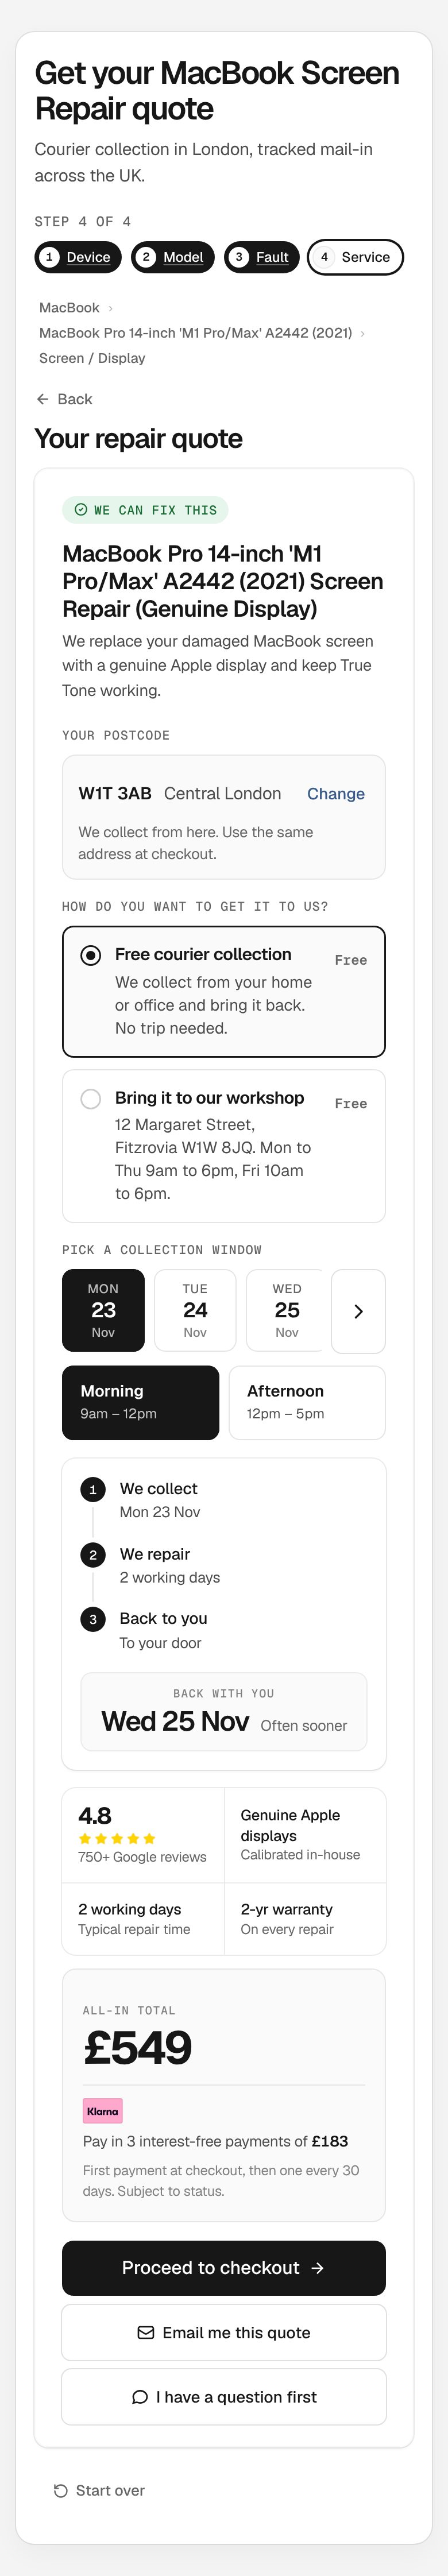 Get your MacBook Screen
Repair quote
Courier collection in London, tracked mail-in
across the UK.
STEP 4 OF 4
1 Device 2 Model 3 Fault 4 Service
MacBook ›
MacBook Pro 14-inch 'M1 Pro/Max' A2442 (2021) ›
Screen / Display
← Back
Your repair quote
WE CAN FIX THIS
MacBook Pro 14-inch 'M1
Pro/Max' A2442 (2021) Screen
Repair (Genuine Display)
We replace your damaged MacBook screen
with a genuine Apple display and keep True
Tone working.
YOUR POSTCODE
W1T 3AB Central London Change
We collect from here. Use the same
address at checkout.
HOW DO YOU WANT TO GET IT TO US?
Free courier collection Free
We collect from your home
or office and bring it back.
No trip needed.
Bring it to our workshop Free
12 Margaret Street,
Fitzrovia W1W 8JQ. Mon to
Thu 9am to 6pm, Fri 10am
to 6pm.
PICK A COLLECTION WINDOW
MON TUE WED
23 24 25
Nov Nov Nov
Morning Afternoon
9am – 12pm 12pm – 5pm
1 We collect
Mon 23 Nov
2 We repair
2 working days
3 Back to you
To your door
BACK WITH YOU
Wed 25 Nov Often sooner
4.8
750+ Google reviews
Genuine Apple
displays
Calibrated in-house
2 working days
Typical repair time
2-yr warranty
On every repair
ALL-IN TOTAL
£549
Klarna
Pay in 3 interest-free payments of £183
First payment at checkout, then one every 30
days. Subject to status.
Proceed to checkout →
Email me this quote
I have a question first
Start over